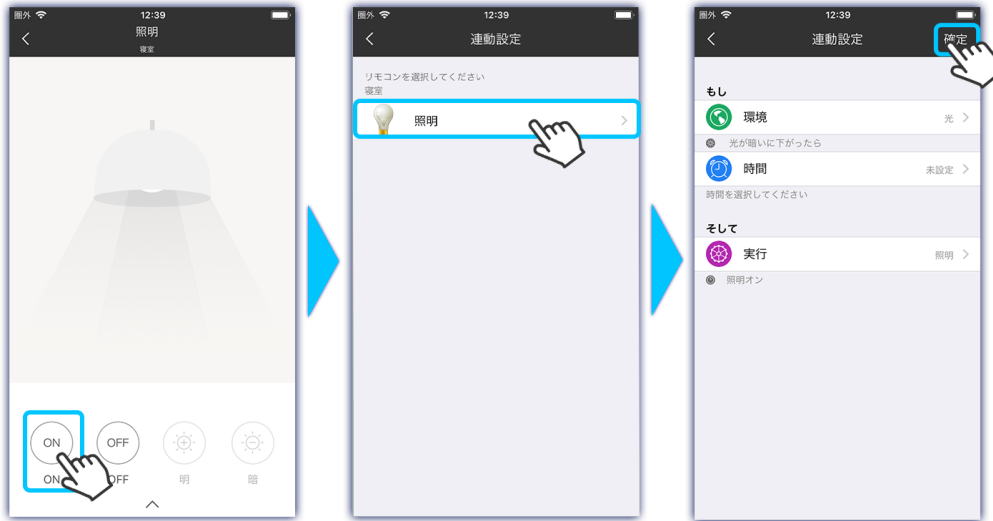 圏外 12:39
照明
寝室
ON OFF
ON OFF 明 暗
圏外 12:39
連動設定
リモコンを選択してください
寝室
照明
圏外 12:39
連動設定 確定
もし
環境 光
光が暗いに下がったら
時間 未設定
時間を選択してください
そして
実行 照明
照明オン